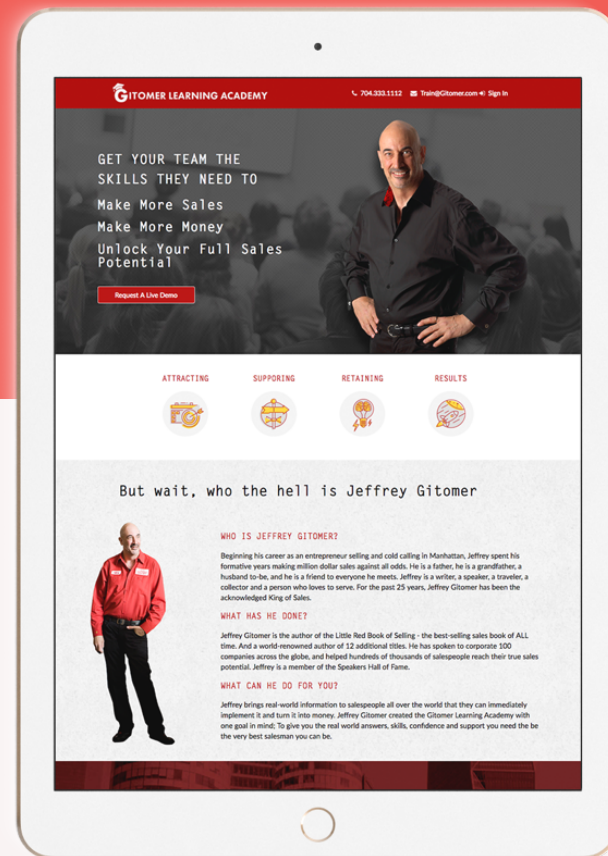 GITOMER LEARNING ACADEMY
704.333.1112 Train@Gitomer.com Sign In
GET YOUR TEAM THE
SKILLS THEY NEED TO
Make More Sales
Make More Money
Unlock Your Full Sales
Potential
Request A Live Demo
ATTRACTING SUPPORING RETAINING RESULTS
But wait, who the hell is Jeffrey Gitomer
WHO IS JEFFREY GITOMER?
Beginning his career as an entrepreneur selling and cold calling in Manhattan, Jeffrey spent his
formative years making million dollar sales against all odds. He is a father, he is a grandfather, a
husband to-be, and he is a friend to everyone he meets. Jeffrey is a writer, a speaker, a traveler, a
collector and a person who loves to serve. For the past 25 years, Jeffrey Gitomer has been the
acknowledged King of Sales.
WHAT HAS HE DONE?
Jeffrey Gitomer is the author of the Little Red Book of Selling - the best-selling sales book of ALL
time. And a world-renowned author of 12 additional titles. He has spoken to corporate 100
companies across the globe, and helped hundreds of thousands of salespeople reach their true sales
potential. Jeffrey is a member of the Speakers Hall of Fame.
WHAT CAN HE DO FOR YOU?
Jeffrey brings real-world information to salespeople all over the world that they can immediately
implement it and turn it into money. Jeffrey Gitomer created the Gitomer Learning Academy with
one goal in mind; To give you the real world answers, skills, confidence and support you need the be
the very best salesman you can be.